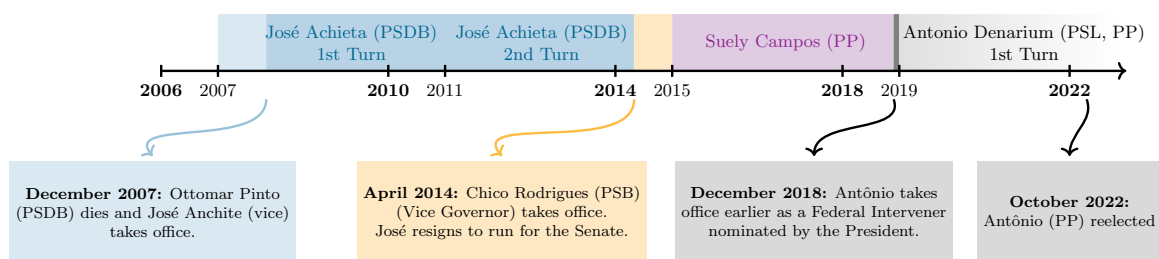 José Achieta (PSDB)
1st Turn
José Achieta (PSDB)
2nd Turn
Suely Campos (PP)
Antonio Denarium (PSL, PP)
1st Turn
2006
2007
2010
2011
2014
2015
2018
2019
2022
December 2007: Ottomar Pinto
(PSDB) dies and José Anchite (vice)
takes office.
April 2014: Chico Rodrigues (PSB)
(Vice Governor) takes office.
José resigns to run for the Senate.
December 2018: Antônio takes
office earlier as a Federal Intervener
nominated by the President.
October 2022:
Antônio (PP) reelected